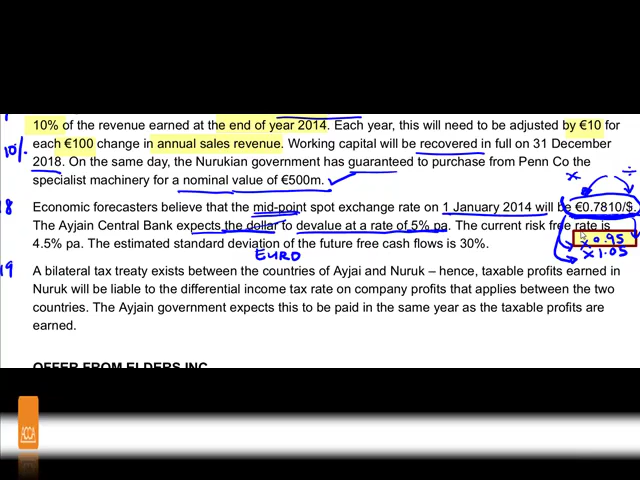 10% of the revenue earned at the end of year 2014. Each year, this will need to be adjusted by €10 for
10%
each €100 change in annual sales revenue. Working capital will be recovered in full on 31 December
2018. On the same day, the Nurukian government has guaranteed to purchase from Penn Co the
specialist machinery for a nominal value of €500m.
x ÷
18
Economic forecasters believe that the mid-point spot exchange rate on 1 January 2014 will be €0.7810/$.
The Ayjain Central Bank expects the dollar to devalue at a rate of 5% pa. The current risk free rate is
x 0.95
4.5% pa. The estimated standard deviation of the future free cash flows is 30%.
x 1.05
EURO
19
A bilateral tax treaty exists between the countries of Ayjai and Nuruk – hence, taxable profits earned in
Nuruk will be liable to the differential income tax rate on company profits that applies between the two
countries. The Ayjain government expects this to be paid in the same year as the taxable profits are
earned.
OFFER FROM ELDERS INC
ACCA